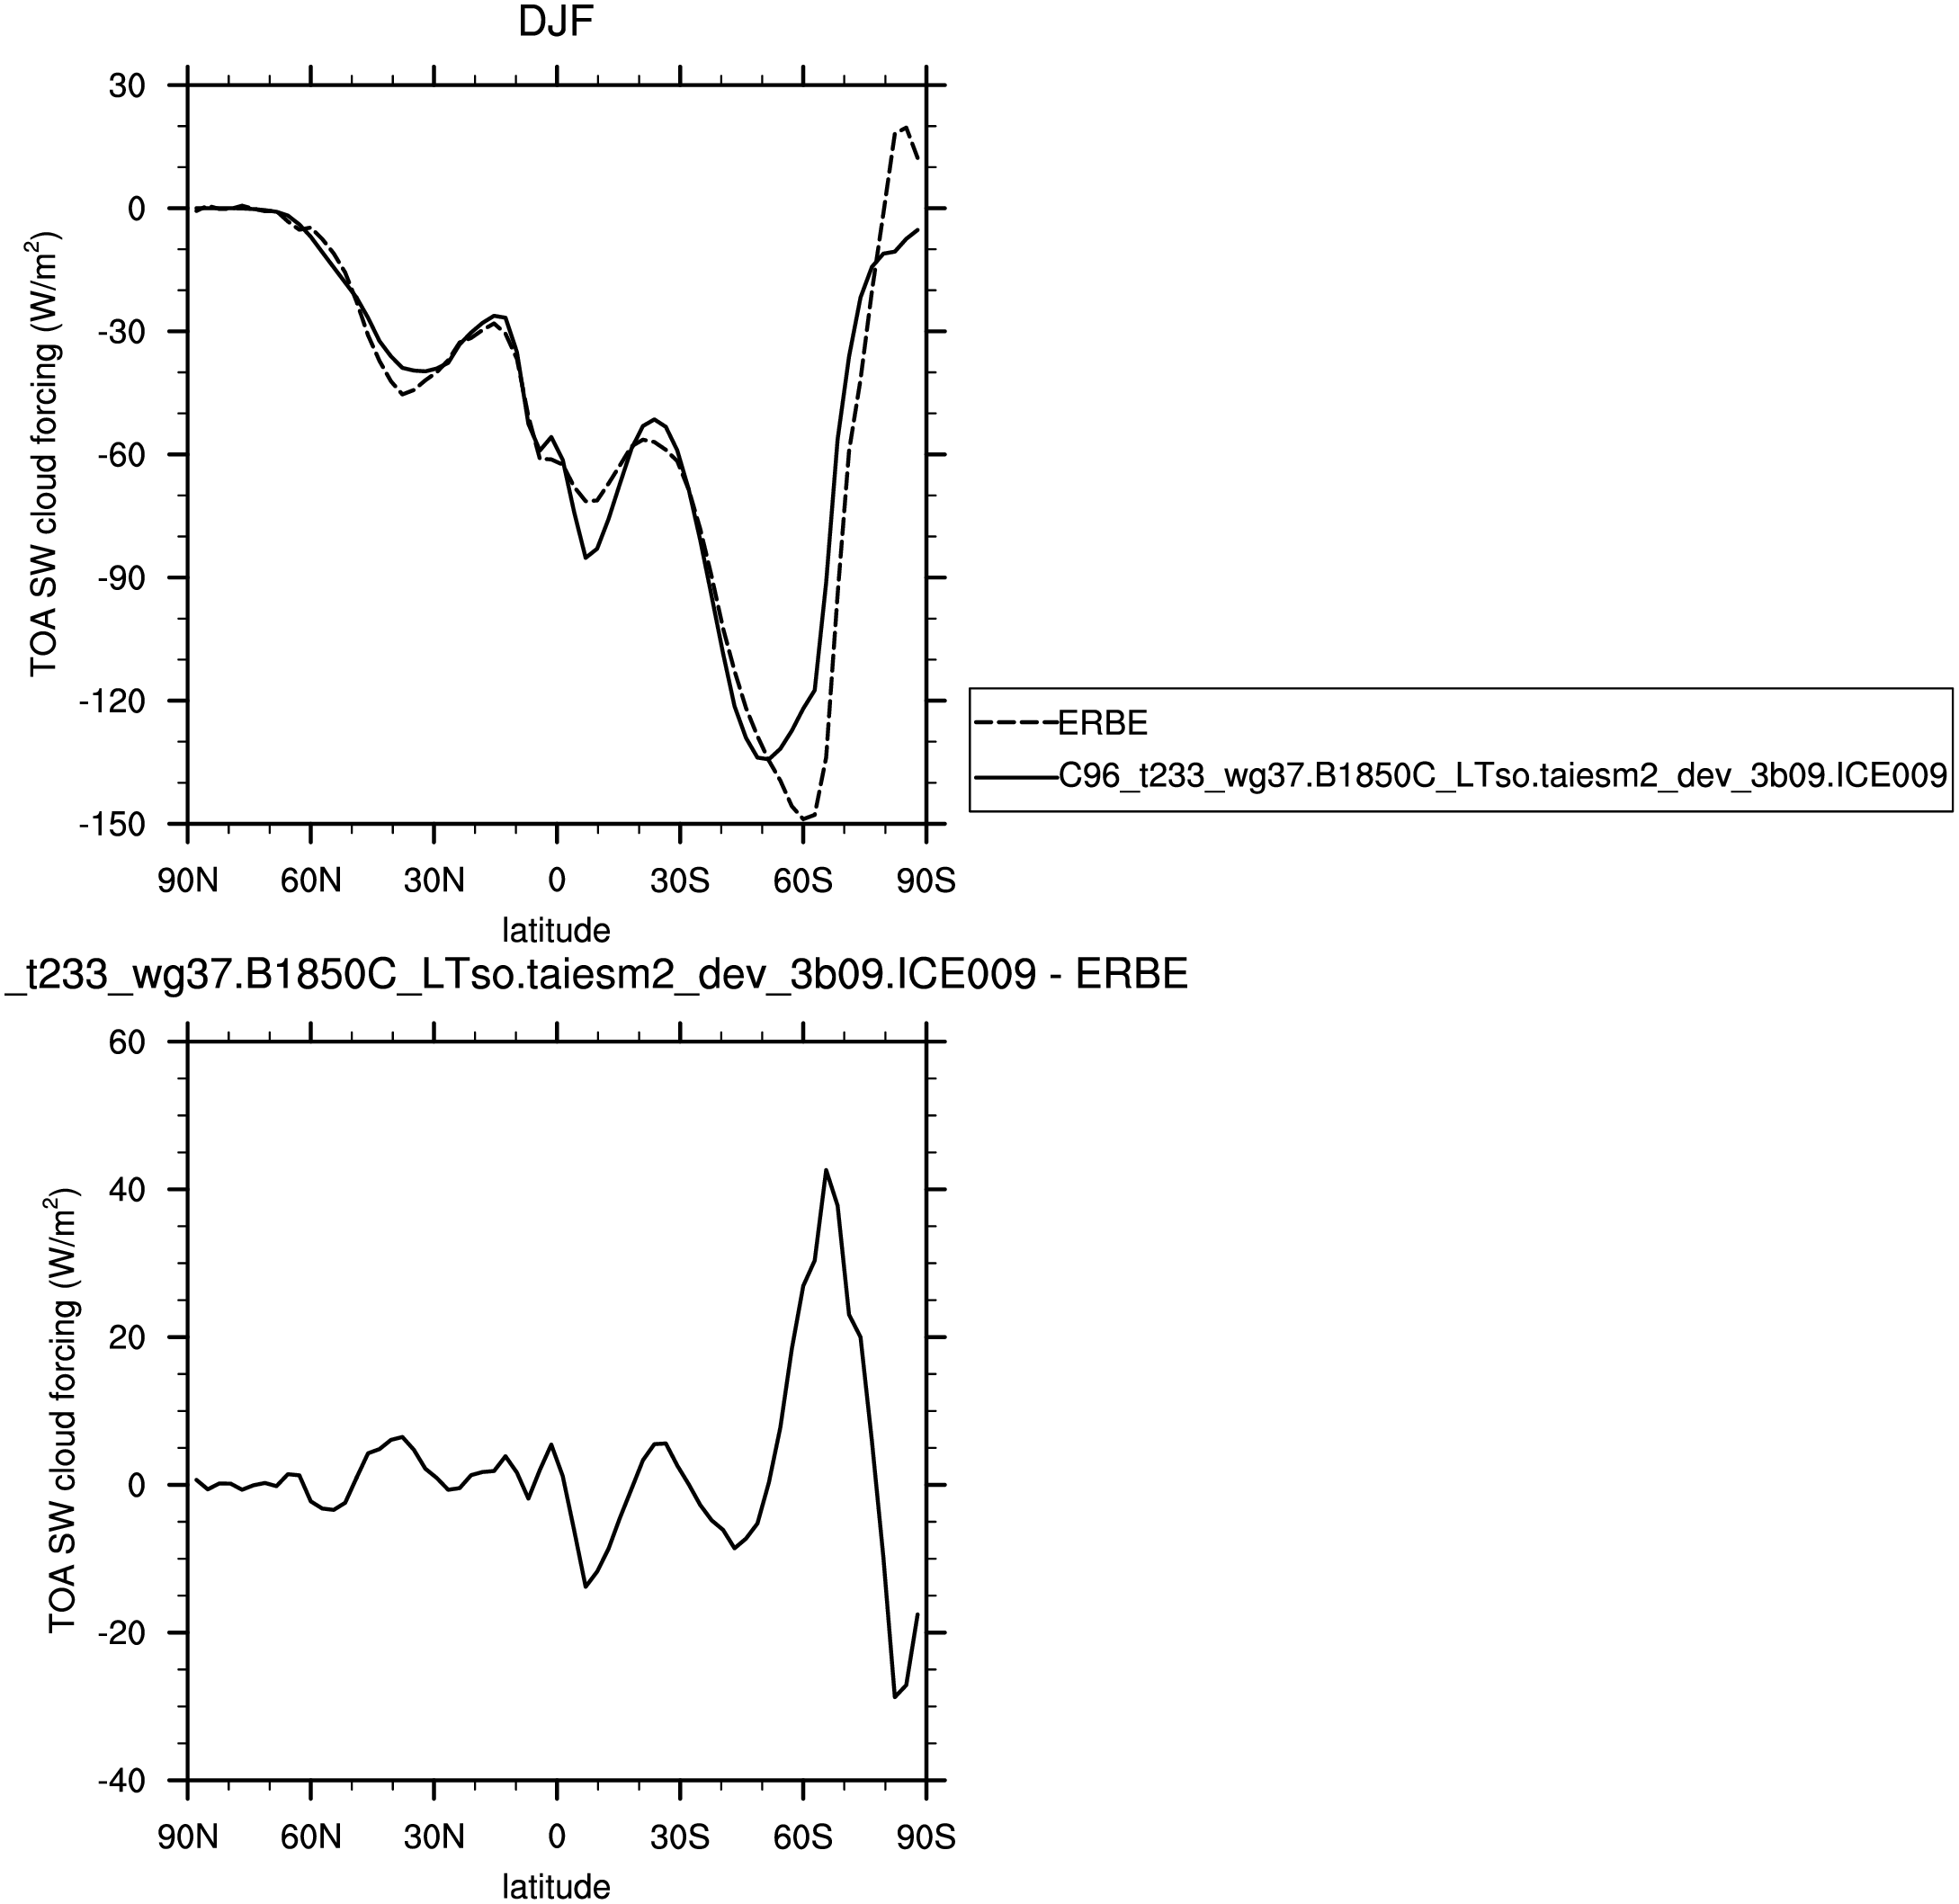 DJF
30
0
-30
-60
-90
-120
-150
TOA SW cloud forcing (W/m²)
90N 60N 30N 0 30S 60S 90S
latitude
ERBE
C96_t233_wg37.B1850C_LTso.taiesm2_dev_3b09.ICE009
_t233_wg37.B1850C_LTso.taiesm2_dev_3b09.ICE009 - ERBE
60
40
20
0
-20
-40
TOA SW cloud forcing (W/m²)
90N 60N 30N 0 30S 60S 90S
latitude